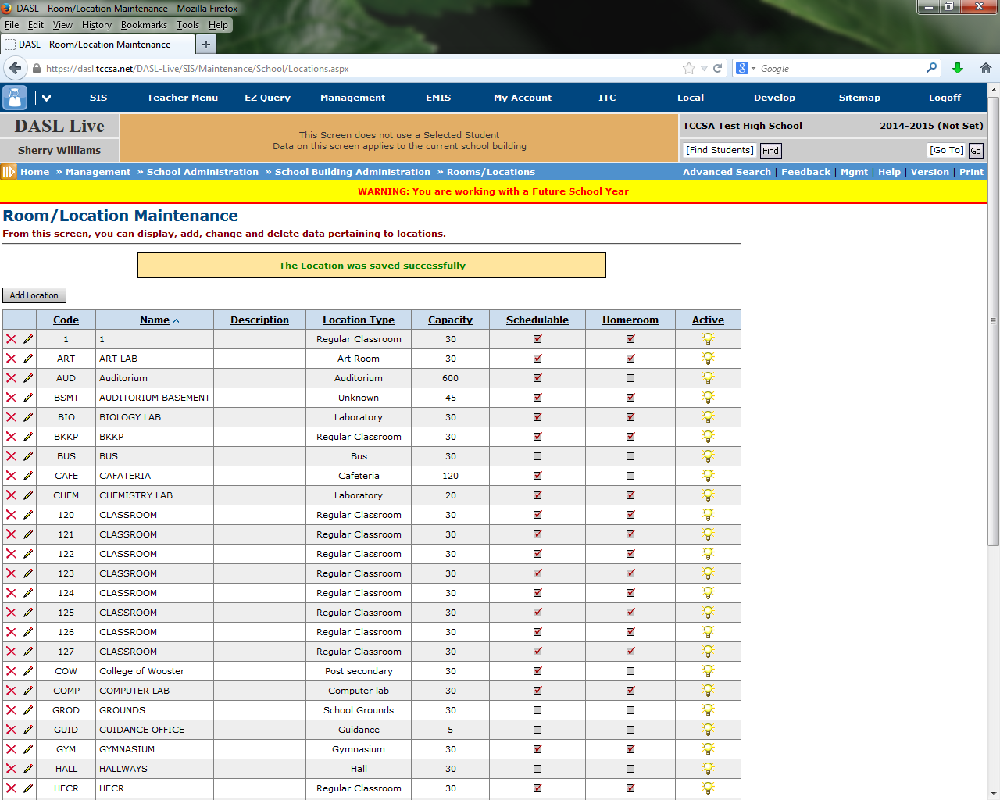 DASL - Room/Location Maintenance - Mozilla Firefox
File Edit View History Bookmarks Tools Help
DASL - Room/Location Maintenance +
https://dasl.tccsa.net/DASL-Live/SIS/Maintenance/School/Locations.aspx Google
SIS Teacher Menu EZ Query Management EMIS My Account ITC Local Develop Sitemap Logoff
DASL Live
Sherry Williams
This Screen does not use a Selected Student
Data on this screen applies to the current school building
TCCSA Test High School 2014-2015 (Not Set)
[Find Students] Find [Go To] Go
Home » Management » School Administration » School Building Administration » Rooms/Locations Advanced Search | Feedback | Mgmt | Help | Version | Print
WARNING: You are working with a Future School Year
Room/Location Maintenance
From this screen, you can display, add, change and delete data pertaining to locations.
The Location was saved successfully
Add Location
Code Name Description Location Type Capacity Schedulable Homeroom Active
1 1 Regular Classroom 30
ART ART LAB Art Room 30
AUD Auditorium Auditorium 600
BSMT AUDITORIUM BASEMENT Unknown 45
BIO BIOLOGY LAB Laboratory 30
BKKP BKKP Regular Classroom 30
BUS BUS Bus 30
CAFE CAFATERIA Cafeteria 120
CHEM CHEMISTRY LAB Laboratory 20
120 CLASSROOM Regular Classroom 30
121 CLASSROOM Regular Classroom 30
122 CLASSROOM Regular Classroom 30
123 CLASSROOM Regular Classroom 30
124 CLASSROOM Regular Classroom 30
125 CLASSROOM Regular Classroom 30
126 CLASSROOM Regular Classroom 30
127 CLASSROOM Regular Classroom 30
COW College of Wooster Post secondary 30
COMP COMPUTER LAB Computer lab 30
GROD GROUNDS School Grounds 30
GUID GUIDANCE OFFICE Guidance 5
GYM GYMNASIUM Gymnasium 30
HALL HALLWAYS Hall 30
HECR HECR Regular Classroom 30